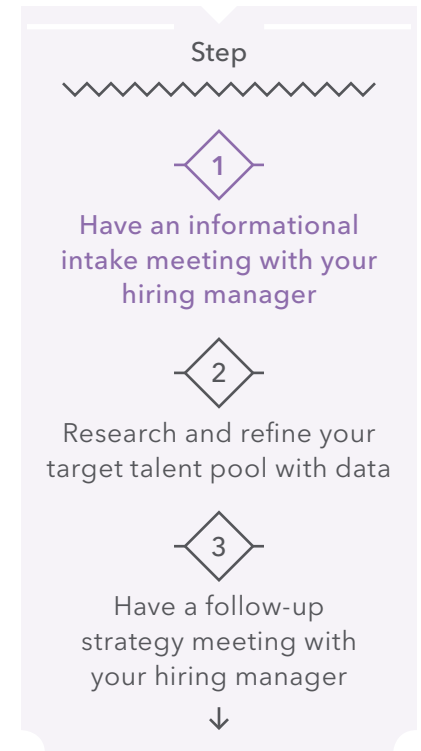 Step
1
Have an informational
intake meeting with your
hiring manager
2
Research and refine your
target talent pool with data
3
Have a follow-up
strategy meeting with
your hiring manager